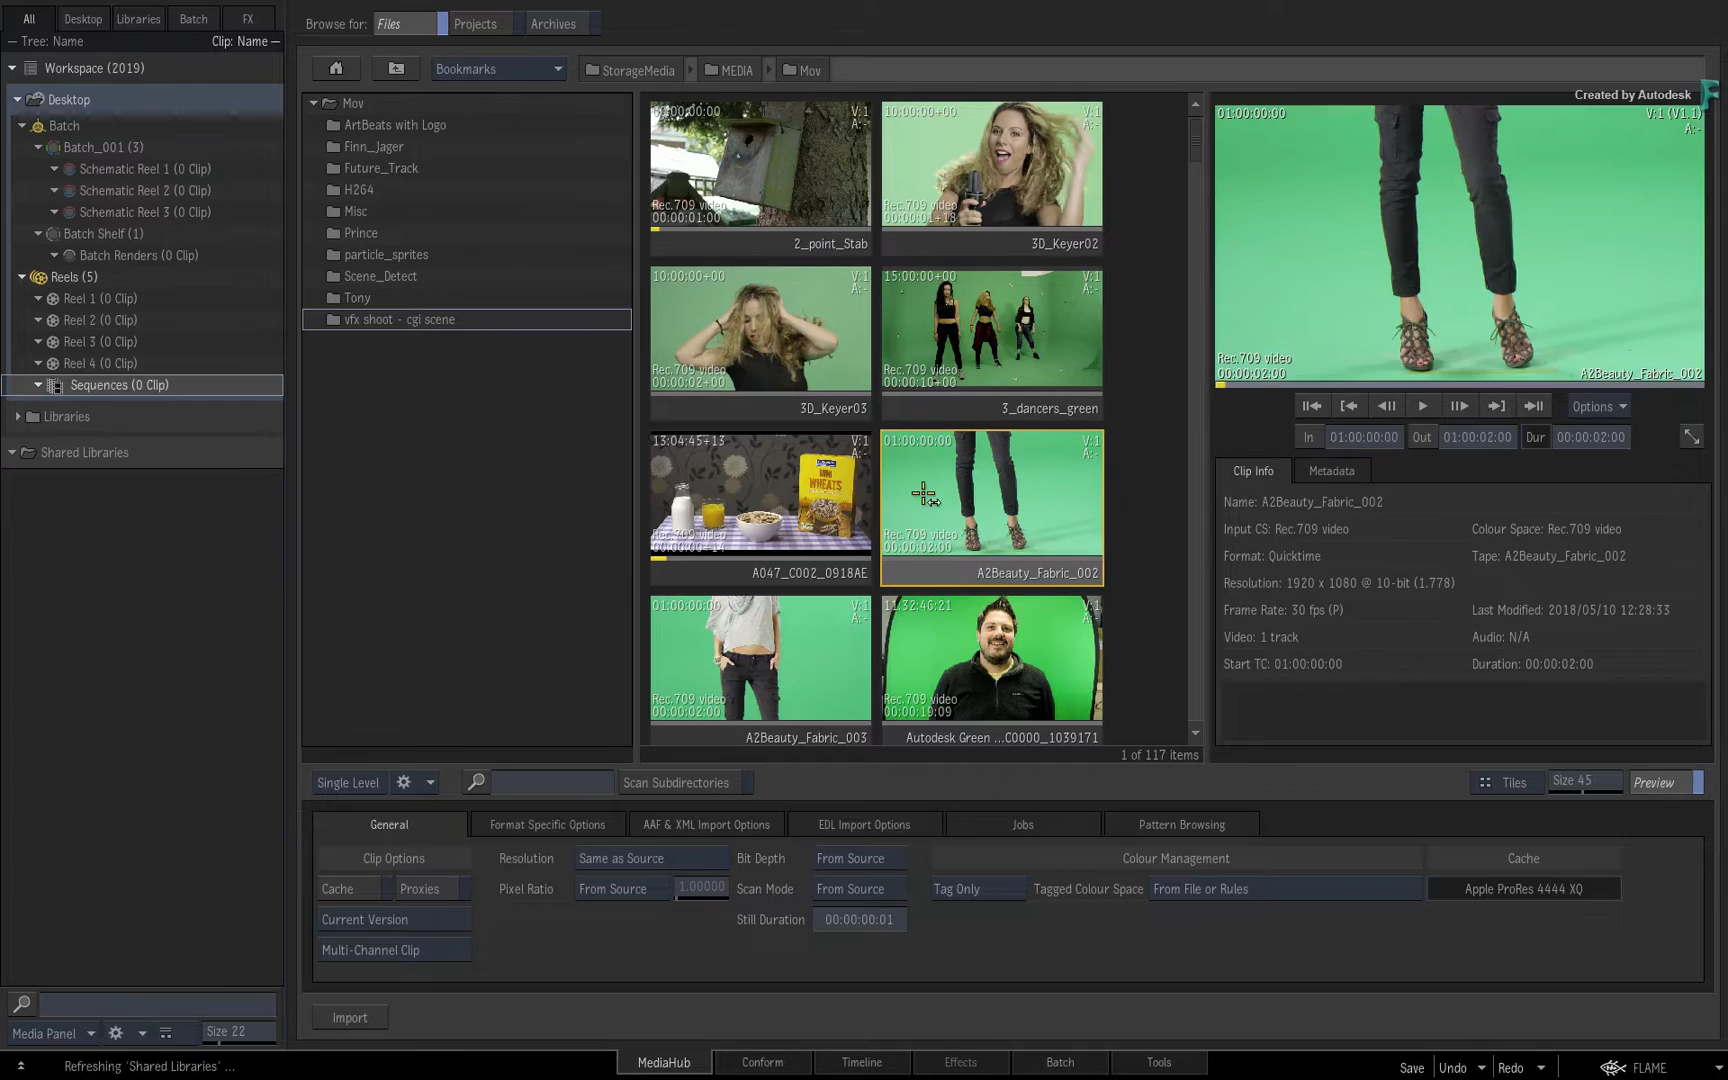 All Desktop Libraries Batch FX
Tree: Name Clip: Name
Workspace (2019)
Desktop
Batch
Batch_001 (3)
Schematic Reel 1 (0 Clip)
Schematic Reel 2 (0 Clip)
Schematic Reel 3 (0 Clip)
Batch Shelf (1)
Batch Renders (0 Clip)
Reels (5)
Reel 1 (0 Clip)
Reel 2 (0 Clip)
Reel 3 (0 Clip)
Reel 4 (0 Clip)
Sequences (0 Clip)
Libraries
Shared Libraries
Media Panel Size 22
Refreshing 'Shared Libraries' ...
Browse for: Files Projects Archives
Bookmarks StorageMedia MEDIA Mov
Mov
ArtBeats with Logo
Finn_Jager
Future_Track
H264
Misc
Prince
particle_sprites
Scene_Detect
Tony
vfx shoot - cgi scene
00:00:00:00 V:1
A:-
Rec.709 video
00:00:01:00
2_point_Stab
10:00:00+00 V:1
A:-
Rec.709 video
00:00:01+18
3D_Keyer02
10:00:00+00 V:1
A:-
Rec.709 video
00:00:02+00
3D_Keyer03
15:00:00+00 V:1
A:-
Rec.709 video
00:00:10+00
3_dancers_green
13:04:45+13 V:1
A:-
Rec.709 video
00:00:00+14
A047_C002_0918AE
01:00:00:00 V:1
A:-
Rec.709 video
00:00:02:00
A2Beauty_Fabric_002
01:00:00:00 V:1
A:-
Rec.709 video
00:00:02:00
A2Beauty_Fabric_003
11:32:46:21 V:1
A:-
Rec.709 video
00:00:19:09
Autodesk Green ...C0000_1039171
MINI
WHEATS
1 of 117 items
Created by Autodesk
01:00:00:00 V:1 (V1.1)
A:-
Rec.709 video
00:00:02:00 A2Beauty_Fabric_002
Options
In 01:00:00:00 Out 01:00:02:00 Dur 00:00:02:00
Clip Info Metadata
Name: A2Beauty_Fabric_002
Input CS: Rec.709 video Colour Space: Rec.709 video
Format: Quicktime Tape: A2Beauty_Fabric_002
Resolution: 1920 x 1080 @ 10-bit (1.778)
Frame Rate: 30 fps (P) Last Modified: 2018/05/10 12:28:33
Video: 1 track Audio: N/A
Start TC: 01:00:00:00 Duration: 00:00:02:00
Single Level Scan Subdirectories Tiles Size 45 Preview
General Format Specific Options AAF & XML Import Options EDL Import Options Jobs Pattern Browsing
Clip Options Resolution Same as Source Bit Depth From Source Colour Management Cache
Cache Proxies Pixel Ratio From Source 1.00000 Scan Mode From Source Tag Only Tagged Colour Space From File or Rules Apple ProRes 4444 XQ
Current Version Still Duration 00:00:00:01
Multi-Channel Clip
Import
MediaHub Conform Timeline Effects Batch Tools
Save Undo Redo FLAME